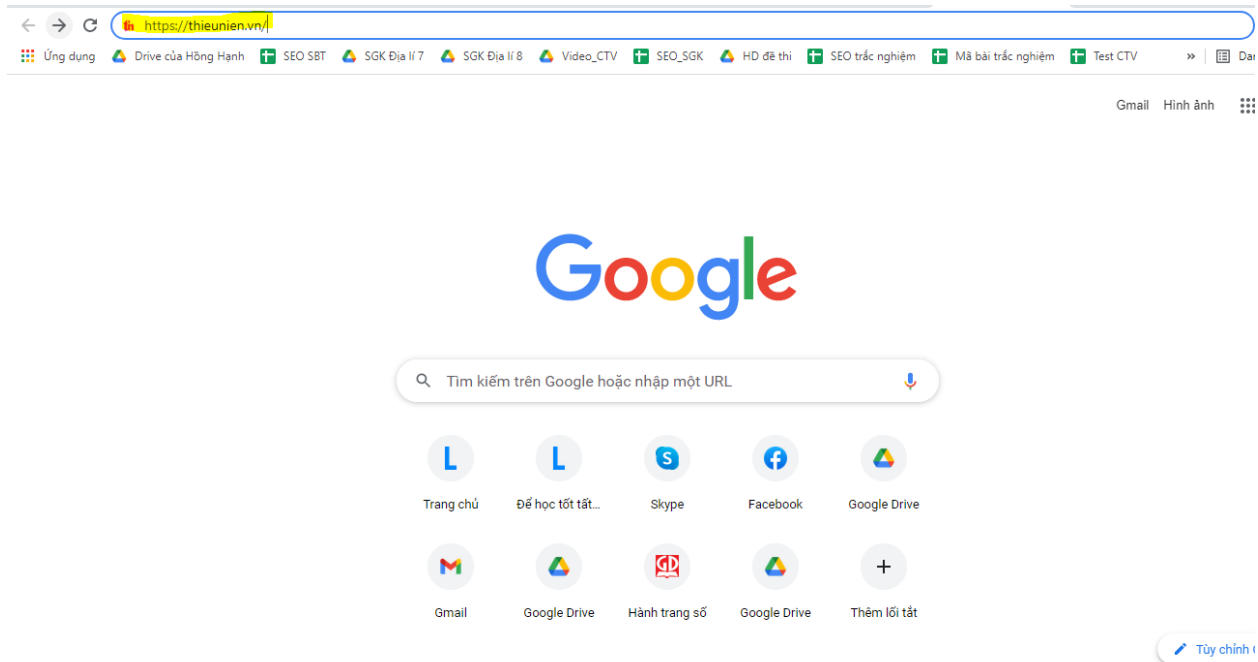 https://thieunien.vn/
Ứng dụng Drive của Hồng Hạnh SEO SBT SGK Địa lí 7 SGK Địa lí 8 Video_CTV SEO_SGK HD đề thi SEO trắc nghiệm Mã bài trắc nghiệm Test CTV »
Gmail Hình ảnh
Google
Tìm kiếm trên Google hoặc nhập một URL
L L S
Trang chủ Để học tốt tất... Skype Facebook Google Drive
GD
Gmail Google Drive Hành trang số Google Drive Thêm lối tắt
Tùy chỉnh